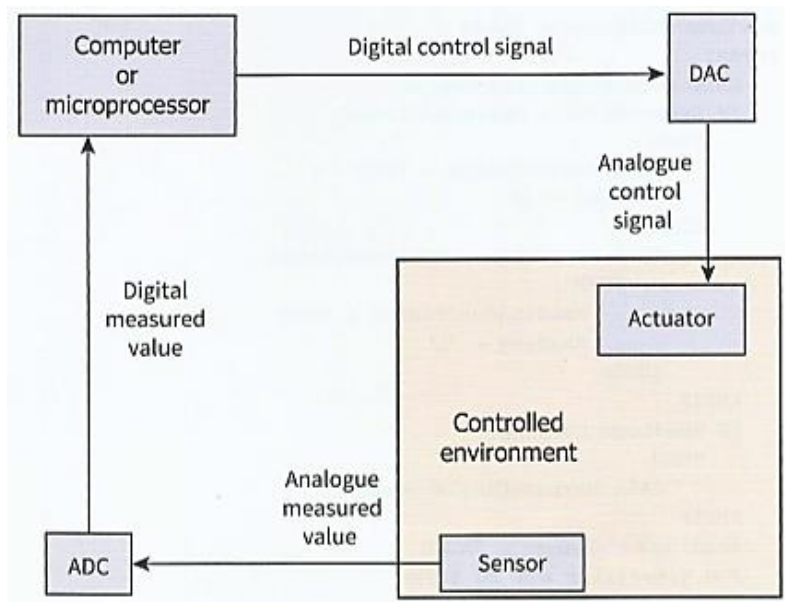 Computer
or
microprocessor
Digital control signal
DAC
Analogue
control
signal
Digital
measured
value
Actuator
Controlled
environment
Analogue
measured
value
ADC
Sensor